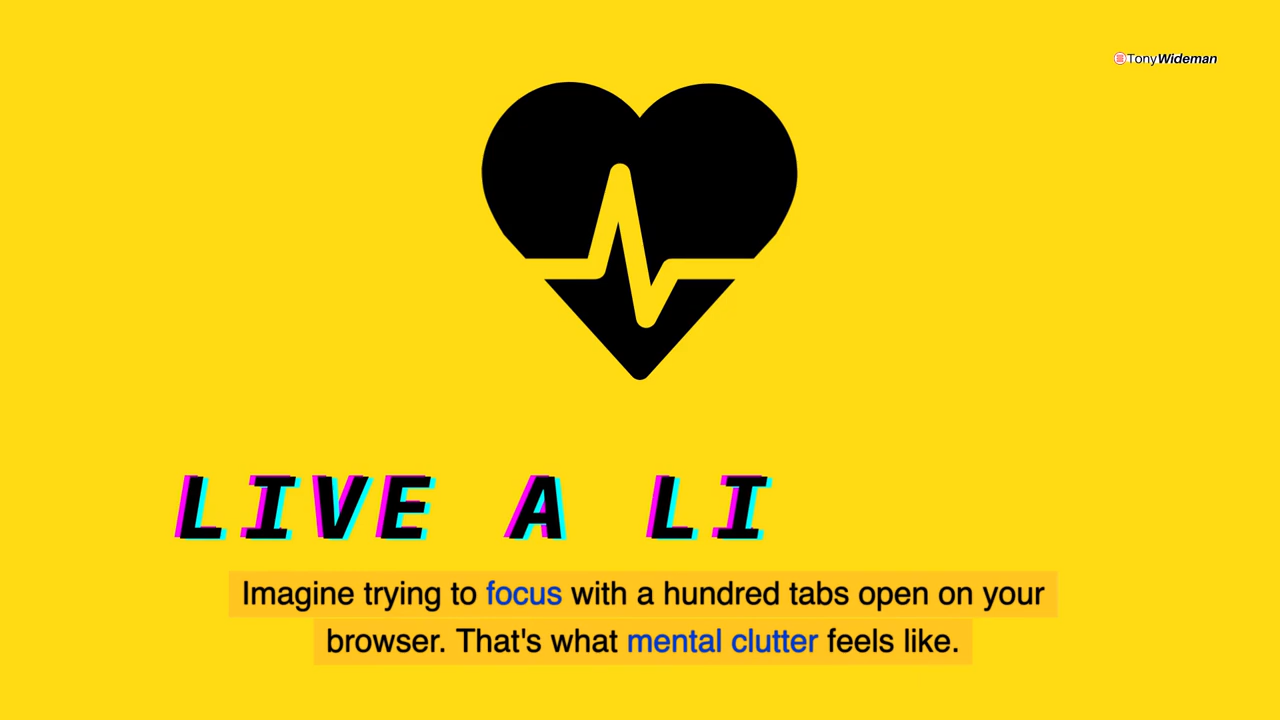 TonyWideman
LIVE A LI
Imagine trying to focus with a hundred tabs open on your
browser. That's what mental clutter feels like.